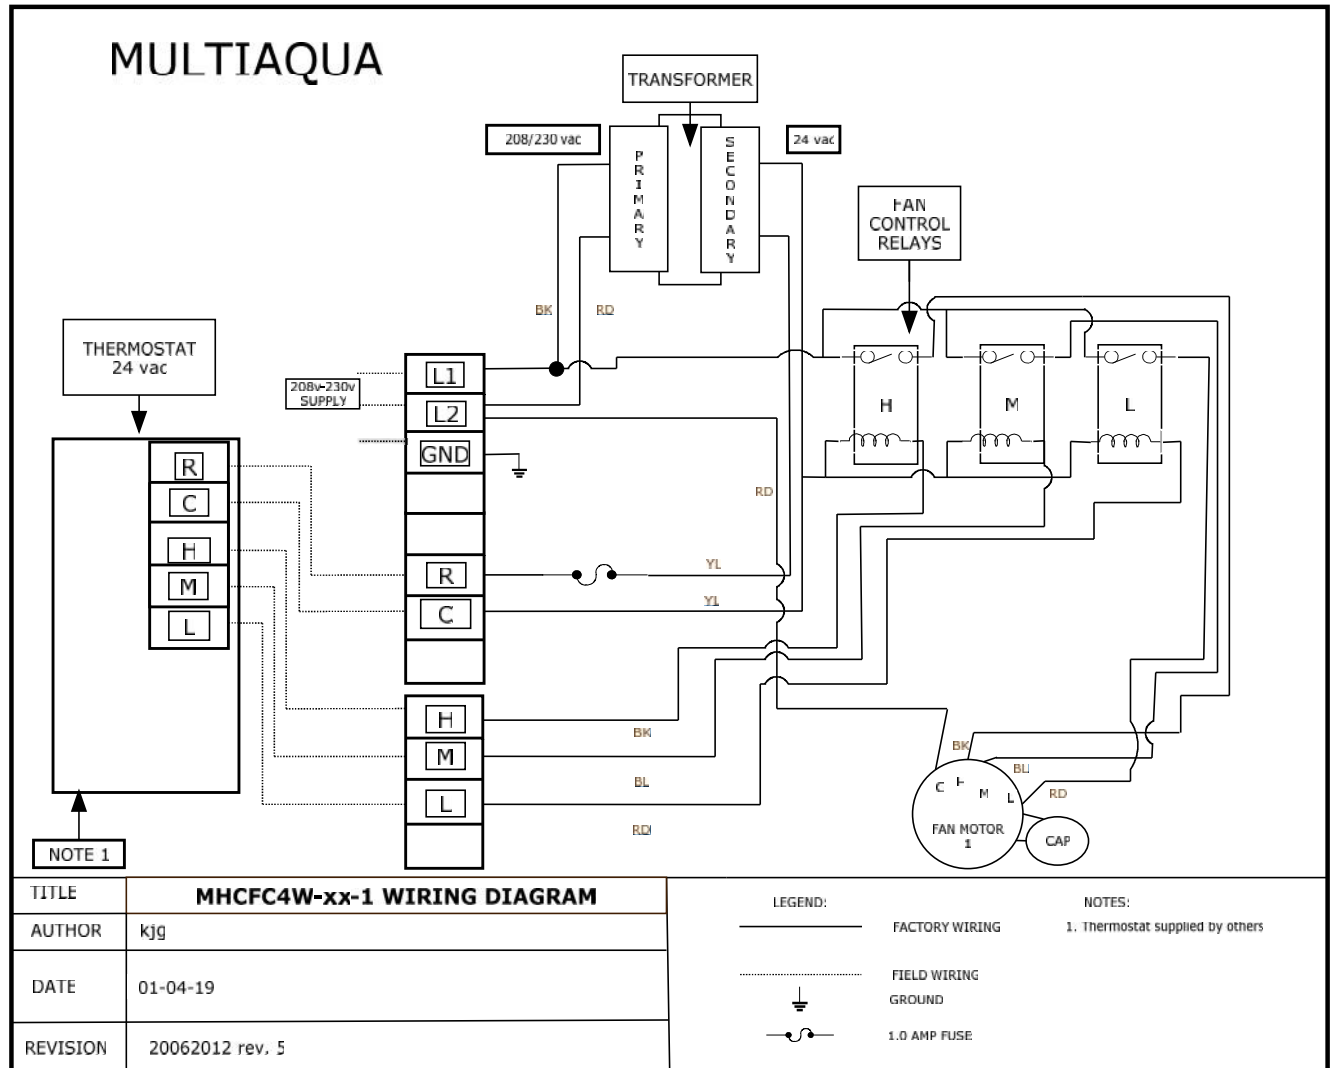 MULTIAQUA
TRANSFORMER
208/230 vac
24 vac
PRIMARY
SECONDARY
FAN
CONTROL
RELAYS
BK
RD
THERMOSTAT
24 vac
208v-230v
SUPPLY
L1
L2
GND
H
M
L
R
C
H
M
L
RD
R
C
YL
YL
H
M
L
BK
BL
RD
BK
BL
RD
C
H
M
L
FAN MOTOR
1
CAP
NOTE 1
TITLE
MHCFC4W-xx-1 WIRING DIAGRAM
AUTHOR
kjg
DATE
01-04-19
REVISION
20062012 rev. 5
LEGEND:
FACTORY WIRING
FIELD WIRING
GROUND
1.0 AMP FUSE
NOTES:
1. Thermostat supplied by others